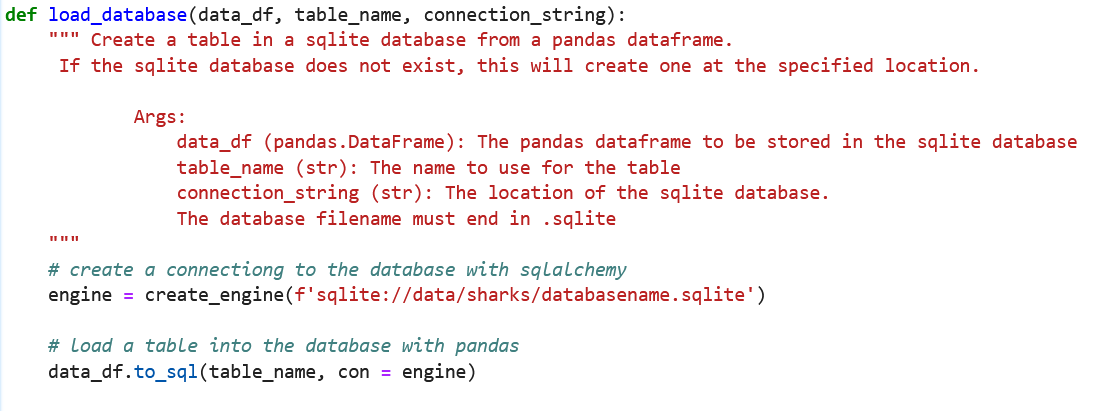 def load_database(data_df, table_name, connection_string):
    """ Create a table in a sqlite database from a pandas dataframe.
     If the sqlite database does not exist, this will create one at the specified location.
            Args:
                data_df (pandas.DataFrame): The pandas dataframe to be stored in the sqlite database
                table_name (str): The name to use for the table
                connection_string (str): The location of the sqlite database.
                The database filename must end in .sqlite
    """
    # create a connectiong to the database with sqlalchemy
    engine = create_engine(f'sqlite://data/sharks/databasename.sqlite')
    # load a table into the database with pandas
    data_df.to_sql(table_name, con = engine)